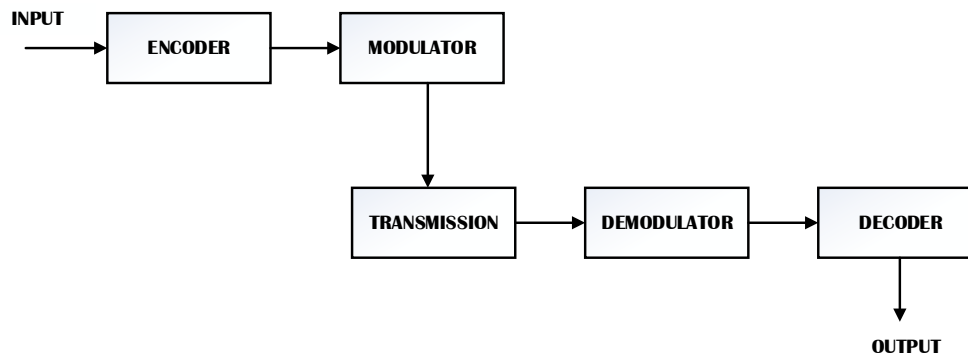 INPUT
ENCODER
MODULATOR
TRANSMISSION
DEMODULATOR
DECODER
OUTPUT